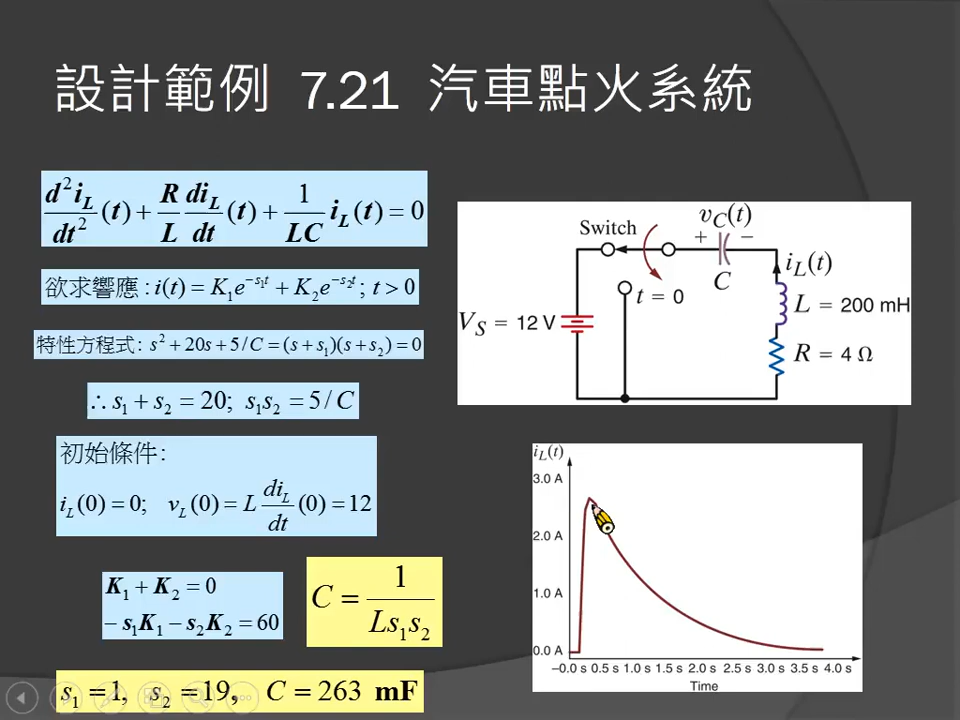 設計範例 7.21 汽車點火系統
d²i_L/dt² (t) + R/L di_L/dt (t) + 1/LC i_L(t) = 0
欲求響應 : i(t) = K₁e^(−s₁t) + K₂e^(−s₂t) ; t > 0
特性方程式 : s² + 20s + 5/C = (s + s₁)(s + s₂) = 0
∴ s₁ + s₂ = 20; s₁s₂ = 5/C
初始條件:
i_L(0) = 0; v_L(0) = L di_L/dt (0) = 12
K₁ + K₂ = 0
− s₁K₁ − s₂K₂ = 60
C = 1/(Ls₁s₂)
s₁ = 1, s₂ = 19, C = 263 mF
Switch
v_C(t)
+ −
C
t = 0
i_L(t)
V_S = 12 V
L = 200 mH
R = 4 Ω
i_L(t)
3.0 A
2.0 A
1.0 A
0.0 A
−0.0 s 0.5 s 1.0 s 1.5 s 2.0 s 2.5 s 3.0 s 3.5 s 4.0 s
Time